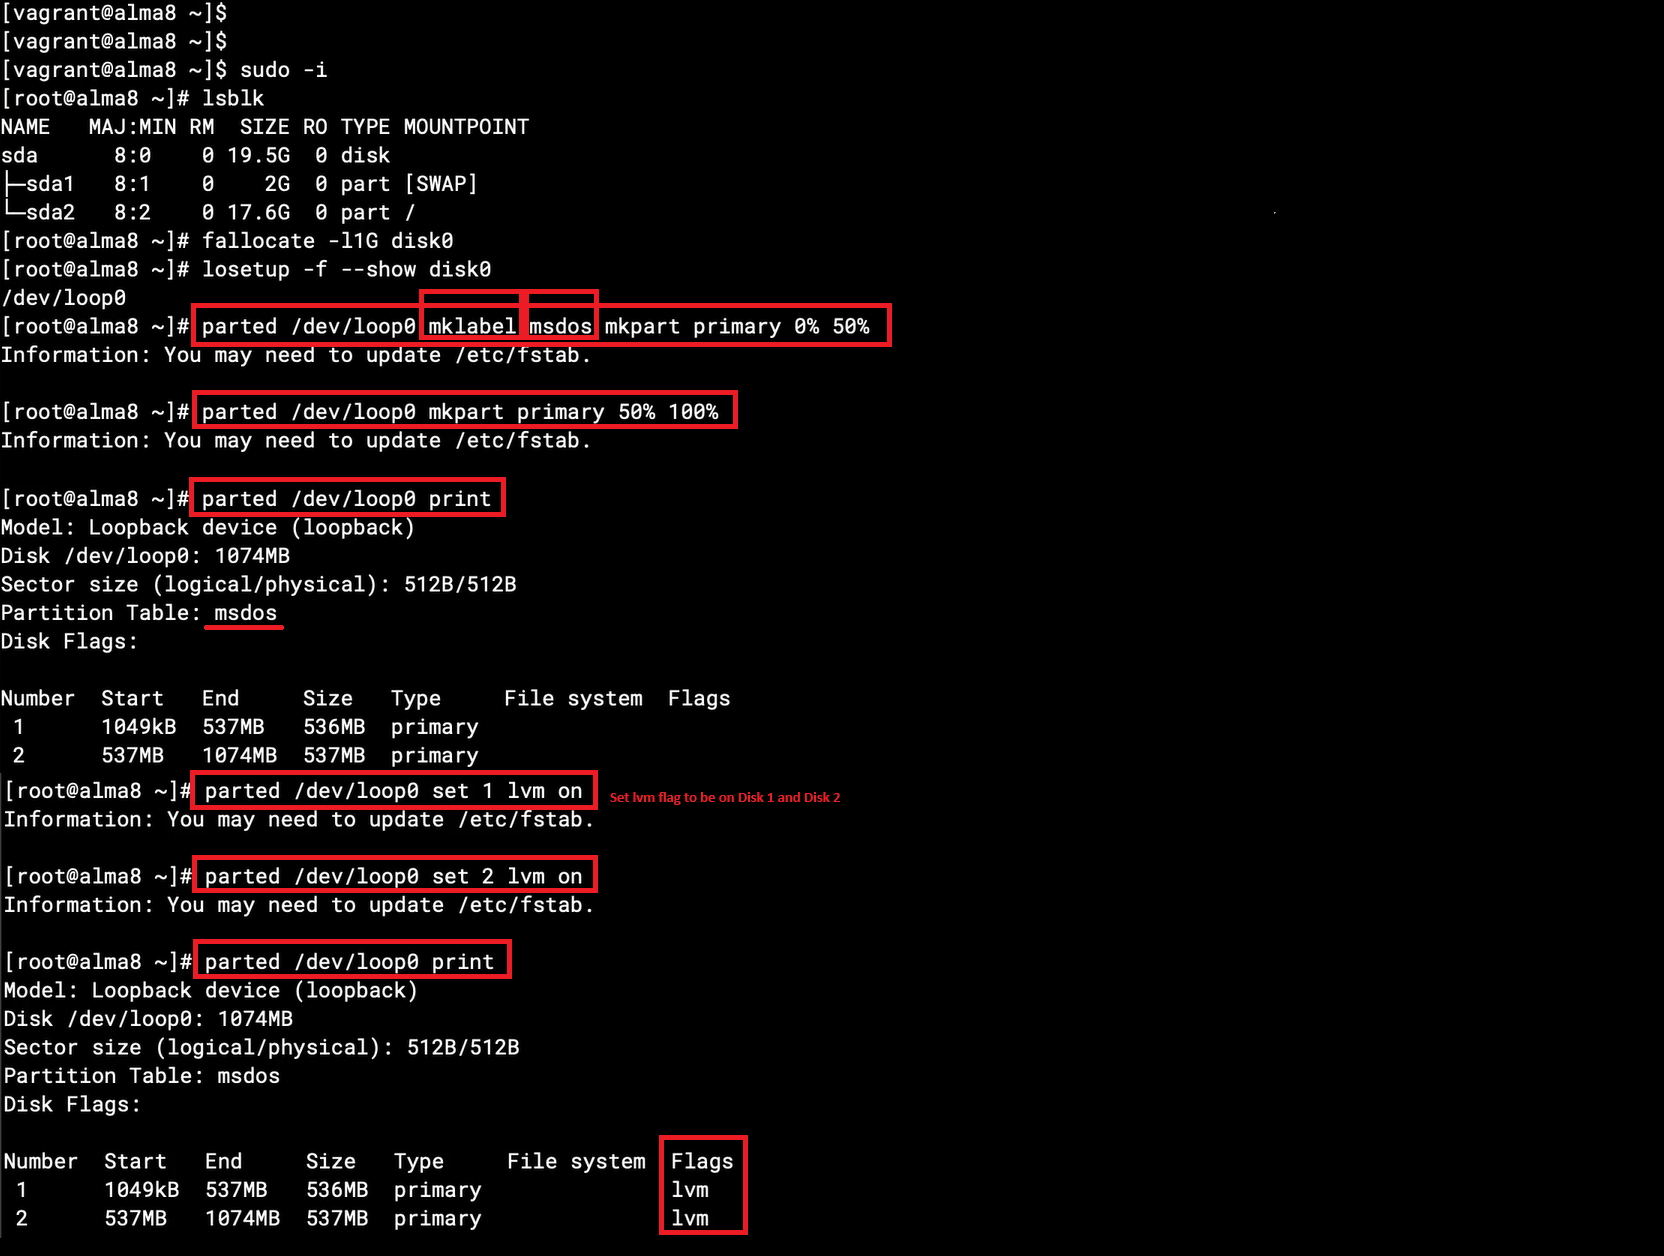 [vagrant@alma8 ~]$
[vagrant@alma8 ~]$
[vagrant@alma8 ~]$ sudo -i
[root@alma8 ~]# lsblk
NAME   MAJ:MIN RM  SIZE RO TYPE MOUNTPOINT
sda      8:0    0 19.5G  0 disk
├─sda1   8:1    0    2G  0 part [SWAP]
└─sda2   8:2    0 17.6G  0 part /
[root@alma8 ~]# fallocate -l1G disk0
[root@alma8 ~]# losetup -f --show disk0
/dev/loop0
[root@alma8 ~]# parted /dev/loop0 mklabel msdos mkpart primary 0% 50%
Information: You may need to update /etc/fstab.
[root@alma8 ~]# parted /dev/loop0 mkpart primary 50% 100%
Information: You may need to update /etc/fstab.
[root@alma8 ~]# parted /dev/loop0 print
Model: Loopback device (loopback)
Disk /dev/loop0: 1074MB
Sector size (logical/physical): 512B/512B
Partition Table: msdos
Disk Flags:
Number  Start   End     Size   Type     File system  Flags
 1      1049kB  537MB   536MB  primary
 2      537MB   1074MB  537MB  primary
[root@alma8 ~]# parted /dev/loop0 set 1 lvm on
Set lvm flag to be on Disk 1 and Disk 2
Information: You may need to update /etc/fstab.
[root@alma8 ~]# parted /dev/loop0 set 2 lvm on
Information: You may need to update /etc/fstab.
[root@alma8 ~]# parted /dev/loop0 print
Model: Loopback device (loopback)
Disk /dev/loop0: 1074MB
Sector size (logical/physical): 512B/512B
Partition Table: msdos
Disk Flags:
Number  Start   End     Size   Type     File system  Flags
 1      1049kB  537MB   536MB  primary               lvm
 2      537MB   1074MB  537MB  primary               lvm